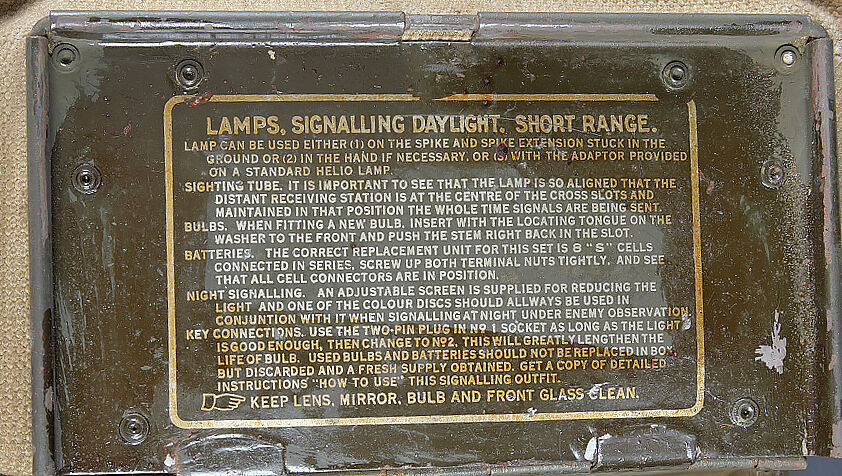 LAMPS, SIGNALLING DAYLIGHT. SHORT RANGE.
LAMP CAN BE USED EITHER (1) ON THE SPIKE AND SPIKE EXTENSION STUCK IN THE
GROUND OR (2) IN THE HAND IF NECESSARY, OR (3) WITH THE ADAPTOR PROVIDED
ON A STANDARD HELIO LAMP.
SIGHTING TUBE. IT IS IMPORTANT TO SEE THAT THE LAMP IS SO ALIGNED THAT THE
DISTANT RECEIVING STATION IS AT THE CENTRE OF THE CROSS SLOTS AND
MAINTAINED IN THAT POSITION THE WHOLE TIME SIGNALS ARE BEING SENT.
BULBS. WHEN FITTING A NEW BULB, INSERT WITH THE LOCATING TONGUE ON THE
WASHER TO THE FRONT AND PUSH THE STEM RIGHT BACK IN THE SLOT.
BATTERIES. THE CORRECT REPLACEMENT UNIT FOR THIS SET IS 8 "S" CELLS
CONNECTED IN SERIES, SCREW UP BOTH TERMINAL NUTS TIGHTLY, AND SEE
THAT ALL CELL CONNECTORS ARE IN POSITION.
NIGHT SIGNALLING. AN ADJUSTABLE SCREEN IS SUPPLIED FOR REDUCING THE
LIGHT AND ONE OF THE COLOUR DISCS SHOULD ALLWAYS BE USED IN
CONJUNTION WITH IT WHEN SIGNALLING AT NIGHT UNDER ENEMY OBSERVATION.
KEY CONNECTIONS. USE THE TWO-PIN PLUG IN Nº 1 SOCKET AS LONG AS THE LIGHT
IS GOOD ENOUGH, THEN CHANGE TO Nº2. THIS WILL GREATLY LENGTHEN THE
LIFE OF BULB. USED BULBS AND BATTERIES SHOULD NOT BE REPLACED IN BOX,
BUT DISCARDED AND A FRESH SUPPLY OBTAINED. GET A COPY OF DETAILED
INSTRUCTIONS "HOW TO USE" THIS SIGNALLING OUTFIT.
KEEP LENS, MIRROR, BULB AND FRONT GLASS CLEAN.